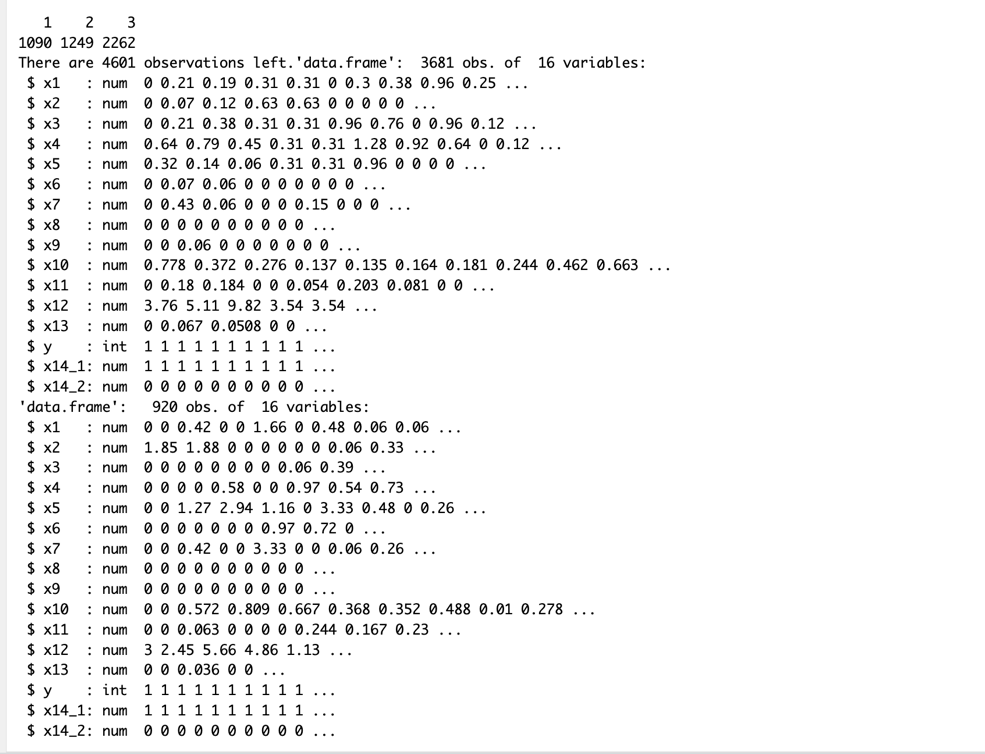 1 2 3
1090 1249 2262
There are 4601 observations left.'data.frame': 3681 obs. of 16 variables:
$ x1 : num 0 0.21 0.19 0.31 0.31 0 0.3 0.38 0.96 0.25 ...
$ x2 : num 0 0.07 0.12 0.63 0.63 0 0 0 0 0 ...
$ x3 : num 0 0.21 0.38 0.31 0.31 0.96 0.76 0 0.96 0.12 ...
$ x4 : num 0.64 0.79 0.45 0.31 0.31 1.28 0.92 0.64 0 0.12 ...
$ x5 : num 0.32 0.14 0.06 0.31 0.31 0.96 0 0 0 0 ...
$ x6 : num 0 0.07 0.06 0 0 0 0 0 0 0 ...
$ x7 : num 0 0.43 0.06 0 0 0 0.15 0 0 0 ...
$ x8 : num 0 0 0 0 0 0 0 0 0 0 ...
$ x9 : num 0 0 0.06 0 0 0 0 0 0 0 ...
$ x10 : num 0.778 0.372 0.276 0.137 0.135 0.164 0.181 0.244 0.462 0.663 ...
$ x11 : num 0 0.18 0.184 0 0 0.054 0.203 0.081 0 0 ...
$ x12 : num 3.76 5.11 9.82 3.54 3.54 ...
$ x13 : num 0 0.067 0.0508 0 0 ...
$ y : int 1 1 1 1 1 1 1 1 1 1 ...
$ x14_1: num 1 1 1 1 1 1 1 1 1 1 ...
$ x14_2: num 0 0 0 0 0 0 0 0 0 0 ...
'data.frame': 920 obs. of 16 variables:
$ x1 : num 0 0 0.42 0 0 1.66 0 0.48 0.06 0.06 ...
$ x2 : num 1.85 1.88 0 0 0 0 0 0 0.06 0.33 ...
$ x3 : num 0 0 0 0 0 0 0 0 0.06 0.39 ...
$ x4 : num 0 0 0 0 0.58 0 0 0.97 0.54 0.73 ...
$ x5 : num 0 0 1.27 2.94 1.16 0 3.33 0.48 0 0.26 ...
$ x6 : num 0 0 0 0 0 0 0 0.97 0.72 0 ...
$ x7 : num 0 0 0.42 0 0 3.33 0 0 0.06 0.26 ...
$ x8 : num 0 0 0 0 0 0 0 0 0 0 ...
$ x9 : num 0 0 0 0 0 0 0 0 0 0 ...
$ x10 : num 0 0 0.572 0.809 0.667 0.368 0.352 0.488 0.01 0.278 ...
$ x11 : num 0 0 0.063 0 0 0 0 0.244 0.167 0.23 ...
$ x12 : num 3 2.45 5.66 4.86 1.13 ...
$ x13 : num 0 0 0.036 0 0 ...
$ y : int 1 1 1 1 1 1 1 1 1 1 ...
$ x14_1: num 1 1 1 1 1 1 1 1 1 1 ...
$ x14_2: num 0 0 0 0 0 0 0 0 0 0 ...